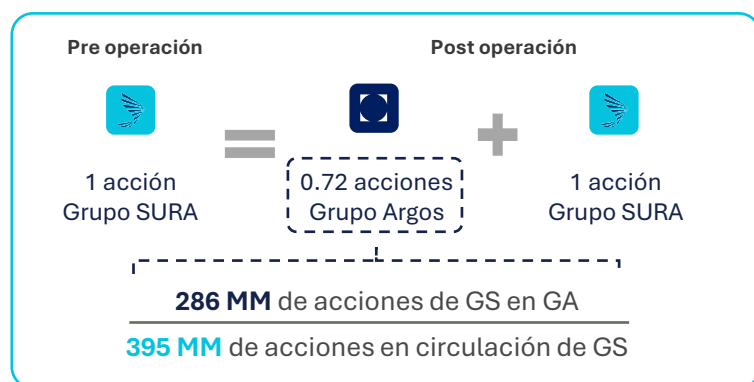 Pre operación
Post operación
1 acción
Grupo SURA
0.72 acciones
Grupo Argos
1 acción
Grupo SURA
286 MM de acciones de GS en GA
395 MM de acciones en circulación de GS